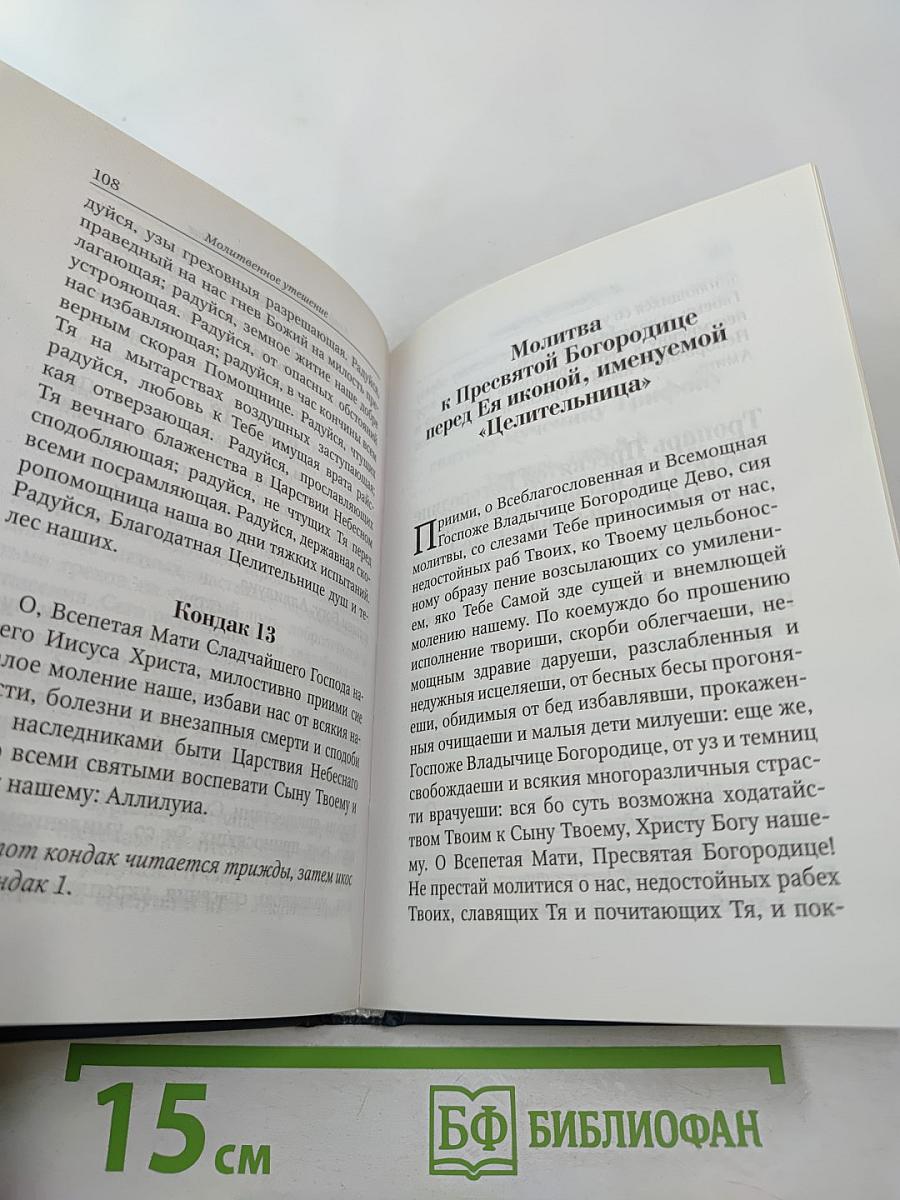 108
Молитвенное утешение
дуйся, узы греховныя разрешающая. Радуйся,
праведный на нас гнев Божий на милость пре-
лагающая; радуйся, земное житие наше добре
устрояющая. Радуйся, от опасных обстояний
нас избавляющая; радуйся, в час кончины всем
верным скорая Помощнице. Радуйся, чтущих
Тя на мытарствах воздушных заступающая;
радуйся, любовь к Тебе имущая врата райс-
кая отверзающая. Радуйся, прославляющих
Тя вечнаго блаженства в Царствии Небесном
сподобляющая; радуйся, не чтущих Тя перед
всеми посрамляющая. Радуйся, державная ско-
ропомощница наша во дни тяжких испытаний.
Радуйся, Благодатная Целительнице душ и те-
лес наших.
Кондак 13
О, Всепетая Мати Сладчайшего Господа на-
его Иисуса Христа, милостиво приими сие
лое моление наше, избави нас от всякия на-
сти, болезни и внезапныя смерти и сподоби
наследниками быти Царствия Небеснаго
всеми святыми воспевати Сыну Твоему и
нашему: Аллилуиа.
тот кондак читается трижды, затем икос
ндак 1.
Молитва
к Пресвятой Богородице
перед Ея иконой, именуемой
«Целительница»
Приими, о Всеблагословенная и Всемощная
Госпоже Владычице Богородице Дево, сия
молитвы, со слезами Тебе приносимыя от нас,
недостойных раб Твоих, ко Твоему цельбонос-
ному образу пение возсылающих со умилени-
ем, яко Тебе Самой зде сущей и внемлющей
молению нашему. По коемуждо бо прошению
исполнение твориши, скорби облегчаеши, не-
мощным здравие даруеши, разслабленныя и
недужныя исцеляеши, от бесных бесы прогоня-
еши, обидимыя от бед избавлявши, прокажен-
ныя очищаеши и малыя дети милуеши: еще же,
Госпоже Владычице Богородице, от уз и темниц
свобождаеши и всякия многоразличныя страс-
ти врачуеши: вся бо суть возможна ходатайс-
твом Твоим к Сыну Твоему, Христу Богу наше-
му. О Всепетая Мати, Пресвятая Богородице!
Не престай молитися о нас, недостойных рабех
Твоих, славящих Тя и почитающих Тя, и пок-
15 см
БФ БИБЛИОФАН